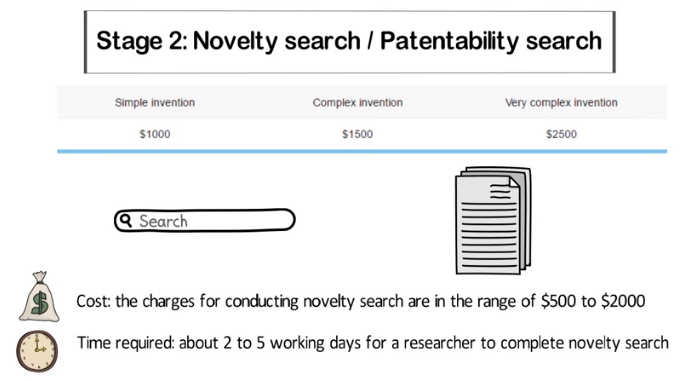 Stage 2: Novelty search / Patentability search
Simple invention Complex invention Very complex invention
$1000 $1500 $2500
Search
$
Cost: the charges for conducting novelty search are in the range of $500 to $2000
Time required: about 2 to 5 working days for a researcher to complete novelty search